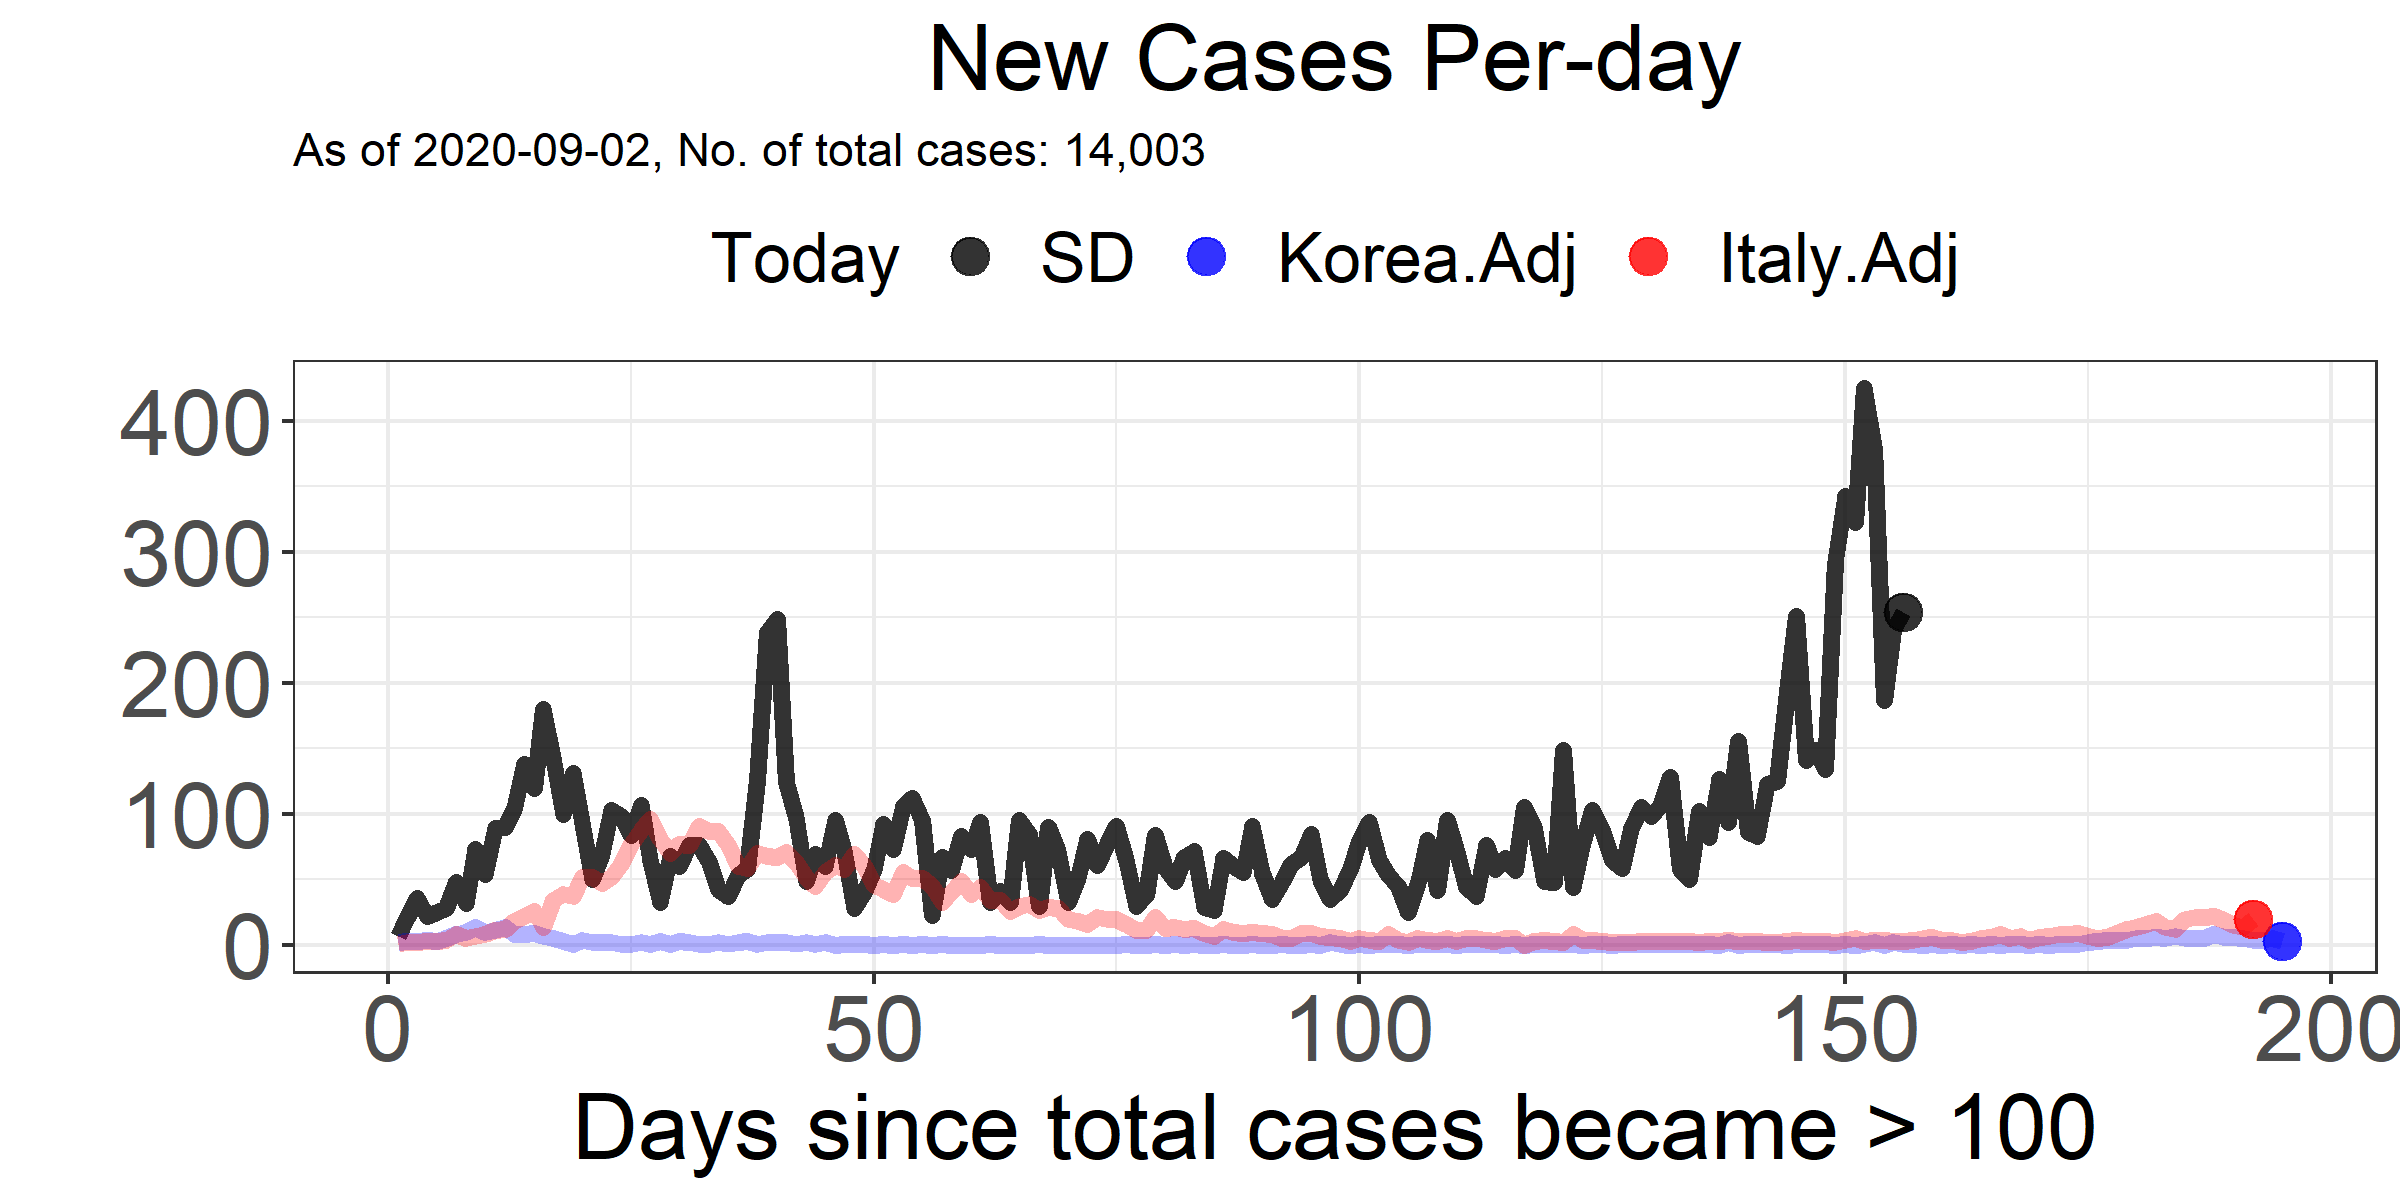 New Cases Per-day
As of 2020-09-02, No. of total cases: 14,003
Today SD Korea.Adj Italy.Adj
400
300
200
100
0
0 50 100 150 200
Days since total cases became > 100